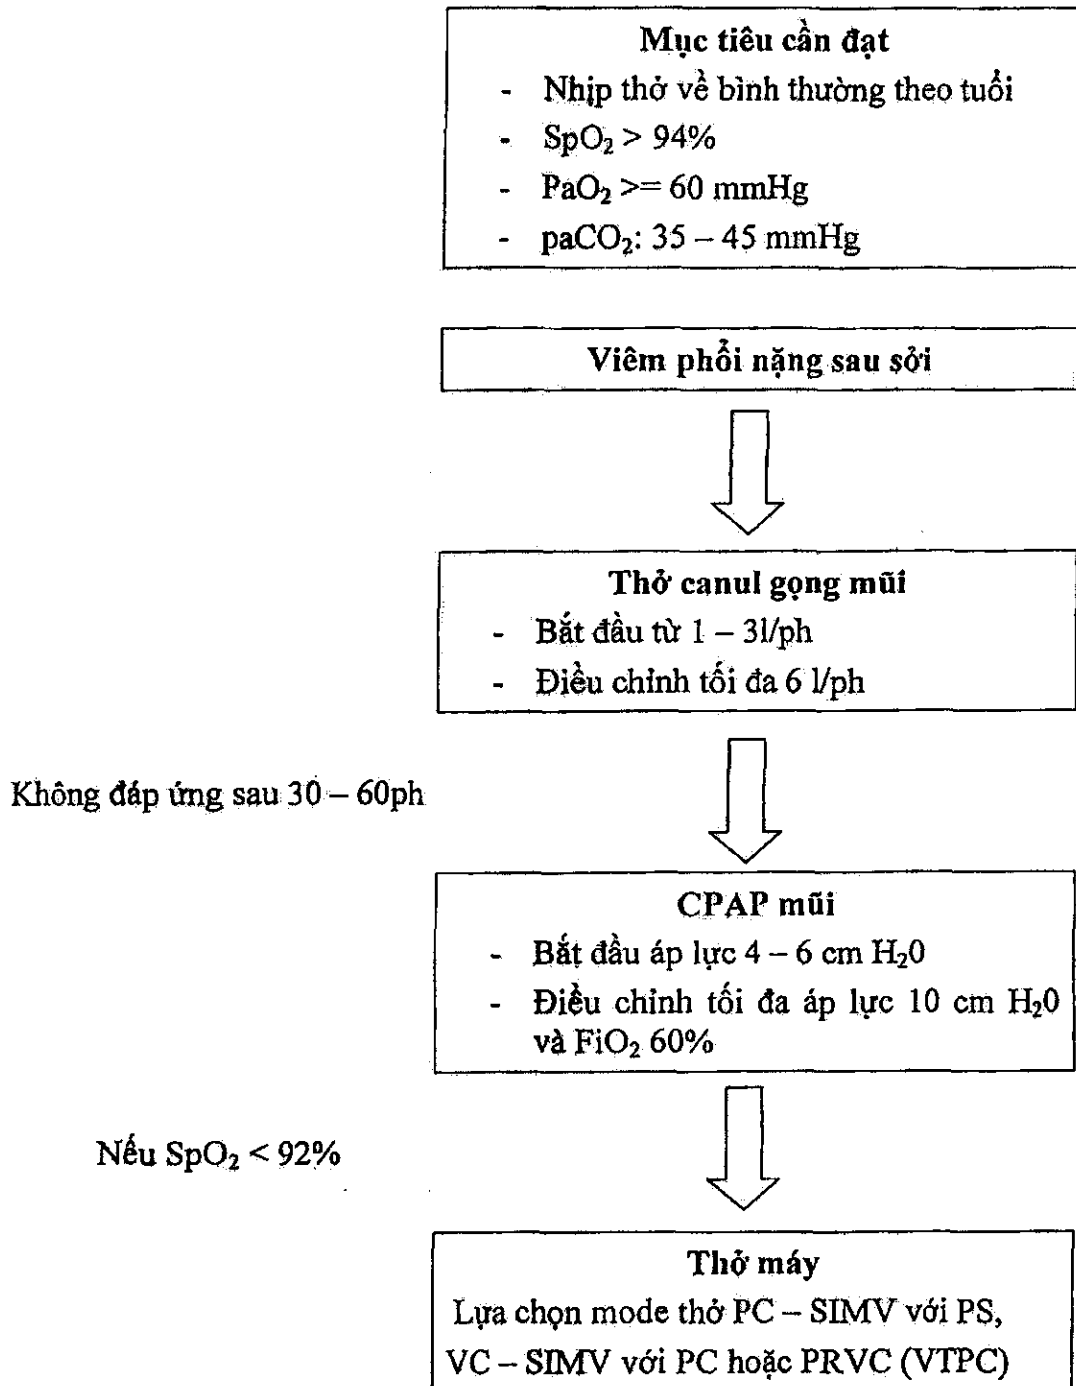 Mục tiêu cần đạt
- Nhịp thở về bình thường theo tuổi
- SpO₂ > 94%
- PaO₂ >= 60 mmHg
- paCO₂: 35 – 45 mmHg
Viêm phổi nặng sau sởi
Thở canul gọng mũi
- Bắt đầu từ 1 – 3l/ph
- Điều chỉnh tối đa 6 l/ph
Không đáp ứng sau 30 – 60ph
CPAP mũi
- Bắt đầu áp lực 4 – 6 cm H₂0
- Điều chỉnh tối đa áp lực 10 cm H₂0
và FiO₂ 60%
Nếu SpO₂ < 92%
Thở máy
Lựa chọn mode thở PC – SIMV với PS,
VC – SIMV với PC hoặc PRVC (VTPC)